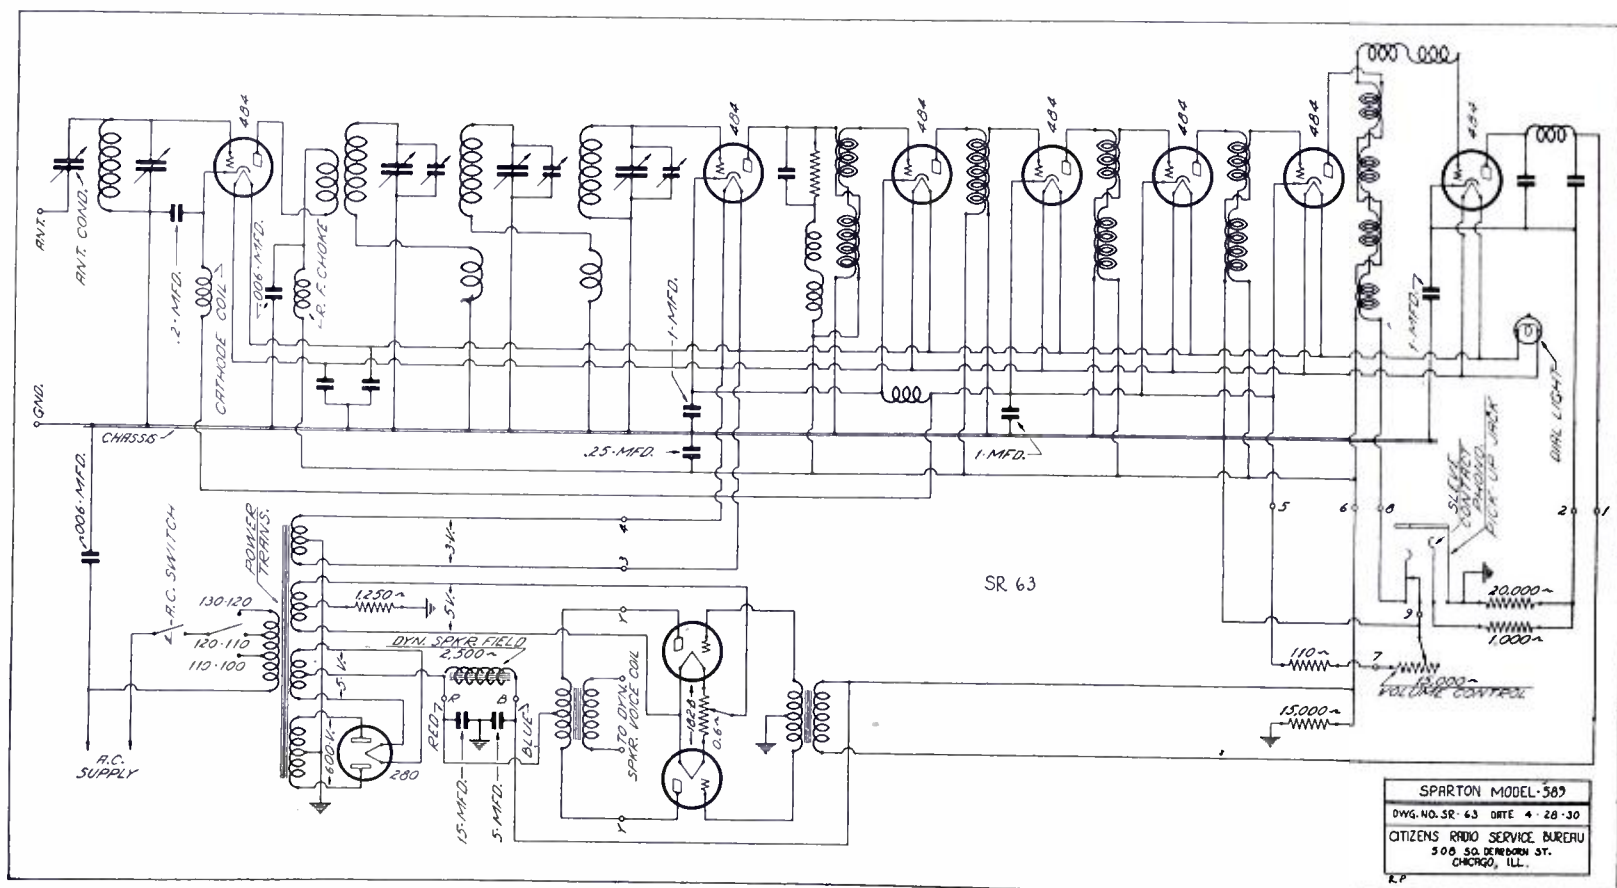 484
484
484
484
484
484
484
ANT.
ANT. COND.
.2-MFD.
CATHODE COIL
.006-MFD.
R.F. CHOKE
.1-MFD.
1-MFD.
DIAL LIGHT
GND.
CHASSIS
.25-MFD.
1-MFD.
SLEEVE
CONTACT
PHONO.
PICK-UP JACK
.006-MFD.
A.C. SWITCH
POWER
TRANS.
4
3
-3V.-
5
6
8
2
1
SR 63
130-120
120-110
110-100
1,250~
-5V.-
-5-V-
-600-V.-
280
DYN. SPKR. FIELD
2,500~
R
B
RED
BLUE
15-MFD.
5-MFD.
Y
Y
TO DYN.
SPKR. VOICE COIL
-182B-
0.6~
20,000~
1,000~
9
110~
7
15,000~
VOLUME CONTROL
15,000~
A.C.
SUPPLY
SPARTON MODEL-589
DWG. NO. SR-63 DATE 4-28-30
CITIZENS RADIO SERVICE BUREAU
508 SO. DEARBORN ST.
CHICAGO, ILL.
R.P